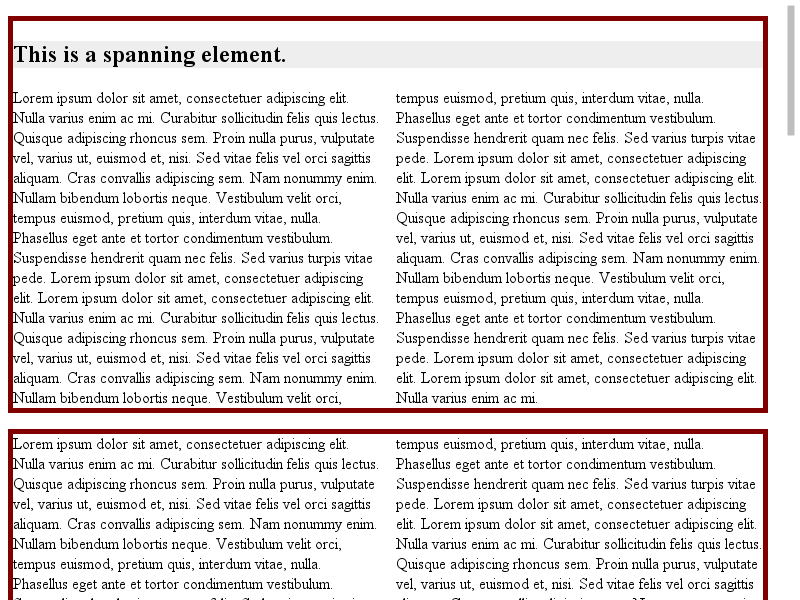 This is a spanning element.
Lorem ipsum dolor sit amet, consectetuer adipiscing elit.
Nulla varius enim ac mi. Curabitur sollicitudin felis quis lectus.
Quisque adipiscing rhoncus sem. Proin nulla purus, vulputate
vel, varius ut, euismod et, nisi. Sed vitae felis vel orci sagittis
aliquam. Cras convallis adipiscing sem. Nam nonummy enim.
Nullam bibendum lobortis neque. Vestibulum velit orci,
tempus euismod, pretium quis, interdum vitae, nulla.
Phasellus eget ante et tortor condimentum vestibulum.
Suspendisse hendrerit quam nec felis. Sed varius turpis vitae
pede. Lorem ipsum dolor sit amet, consectetuer adipiscing
elit. Lorem ipsum dolor sit amet, consectetuer adipiscing elit.
Nulla varius enim ac mi. Curabitur sollicitudin felis quis lectus.
Quisque adipiscing rhoncus sem. Proin nulla purus, vulputate
vel, varius ut, euismod et, nisi. Sed vitae felis vel orci sagittis
aliquam. Cras convallis adipiscing sem. Nam nonummy enim.
Nullam bibendum lobortis neque. Vestibulum velit orci,
tempus euismod, pretium quis, interdum vitae, nulla.
Phasellus eget ante et tortor condimentum vestibulum.
Suspendisse hendrerit quam nec felis. Sed varius turpis vitae
pede. Lorem ipsum dolor sit amet, consectetuer adipiscing
elit. Lorem ipsum dolor sit amet, consectetuer adipiscing elit.
Nulla varius enim ac mi. Curabitur sollicitudin felis quis lectus.
Quisque adipiscing rhoncus sem. Proin nulla purus, vulputate
vel, varius ut, euismod et, nisi. Sed vitae felis vel orci sagittis
aliquam. Cras convallis adipiscing sem. Nam nonummy enim.
Nullam bibendum lobortis neque. Vestibulum velit orci,
tempus euismod, pretium quis, interdum vitae, nulla.
Phasellus eget ante et tortor condimentum vestibulum.
Suspendisse hendrerit quam nec felis. Sed varius turpis vitae
pede. Lorem ipsum dolor sit amet, consectetuer adipiscing
elit. Lorem ipsum dolor sit amet, consectetuer adipiscing elit.
Nulla varius enim ac mi.
Lorem ipsum dolor sit amet, consectetuer adipiscing elit.
Nulla varius enim ac mi. Curabitur sollicitudin felis quis lectus.
Quisque adipiscing rhoncus sem. Proin nulla purus, vulputate
vel, varius ut, euismod et, nisi. Sed vitae felis vel orci sagittis
aliquam. Cras convallis adipiscing sem. Nam nonummy enim.
Nullam bibendum lobortis neque. Vestibulum velit orci,
tempus euismod, pretium quis, interdum vitae, nulla.
Phasellus eget ante et tortor condimentum vestibulum.
tempus euismod, pretium quis, interdum vitae, nulla.
Phasellus eget ante et tortor condimentum vestibulum.
Suspendisse hendrerit quam nec felis. Sed varius turpis vitae
pede. Lorem ipsum dolor sit amet, consectetuer adipiscing
elit. Lorem ipsum dolor sit amet, consectetuer adipiscing elit.
Nulla varius enim ac mi. Curabitur sollicitudin felis quis lectus.
Quisque adipiscing rhoncus sem. Proin nulla purus, vulputate
vel, varius ut, euismod et, nisi. Sed vitae felis vel orci sagittis